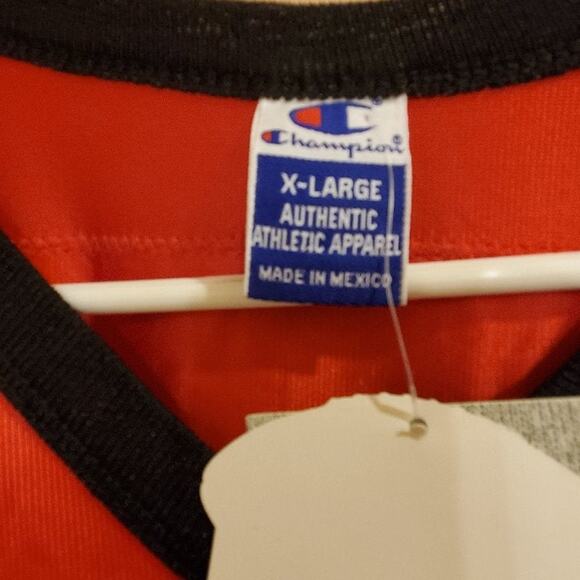 Champion®
X-LARGE
AUTHENTIC
ATHLETIC APPAREL
MADE IN MEXICO